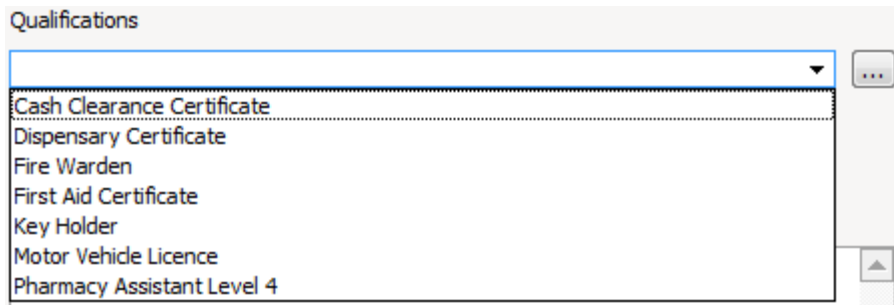 Qualifications
...
Cash Clearance Certificate
Dispensary Certificate
Fire Warden
First Aid Certificate
Key Holder
Motor Vehicle Licence
Pharmacy Assistant Level 4